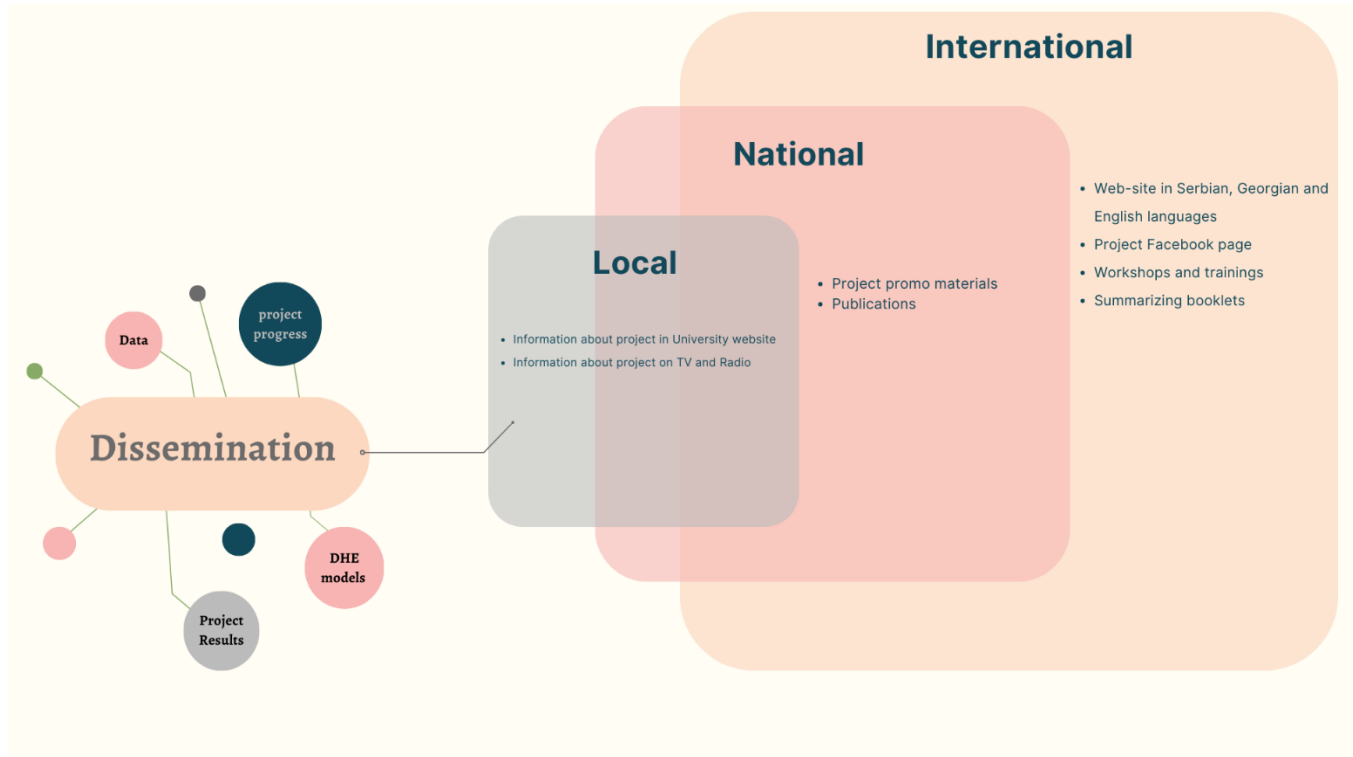 International
National
Local
• Web-site in Serbian, Georgian and
English languages
• Project Facebook page
• Workshops and trainings
• Summarizing booklets
• Project promo materials
• Publications
• Information about project in University website
• Information about project on TV and Radio
project
progress
Data
Dissemination
DHE
models
Project
Results